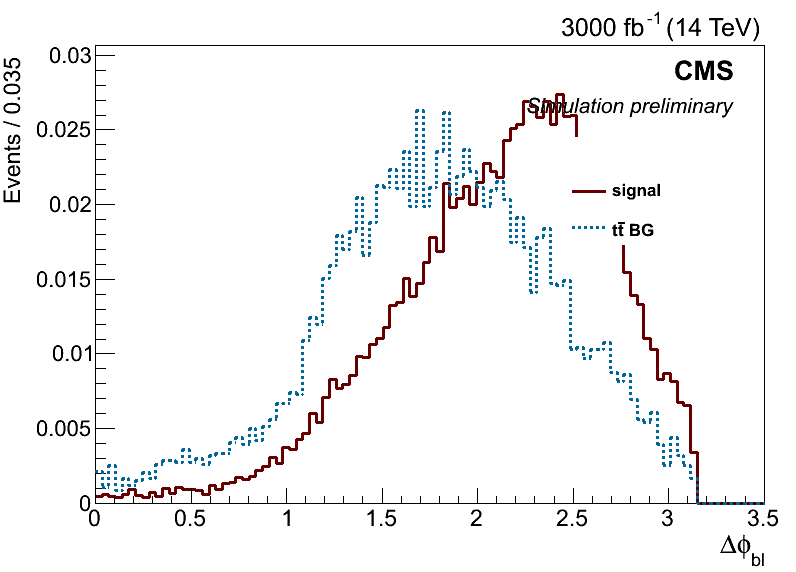 3000 fb⁻¹ (14 TeV)
CMS
Simulation preliminary
Events / 0.035
0.03
0.025
0.02
0.015
0.01
0.005
0
signal
tt̄ BG
0 0.5 1 1.5 2 2.5 3 3.5
Δϕbl